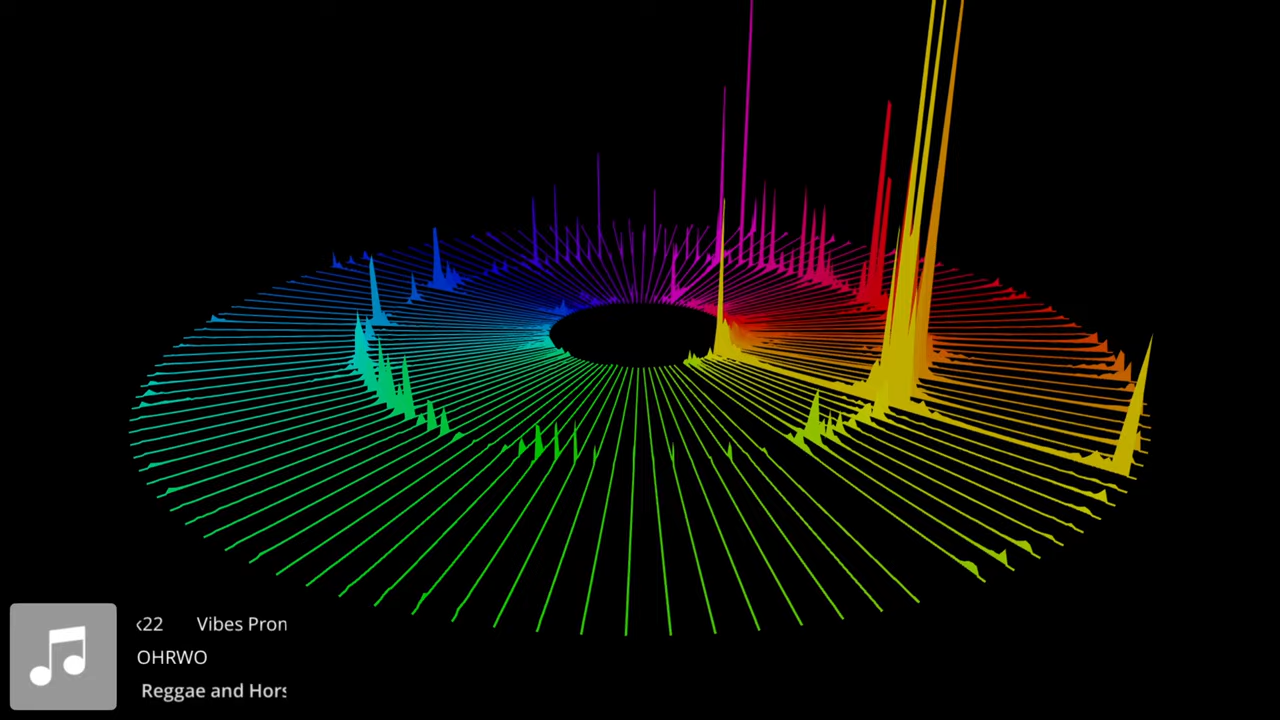 ‹22 Vibes Pron
OHRWO
Reggae and Hors